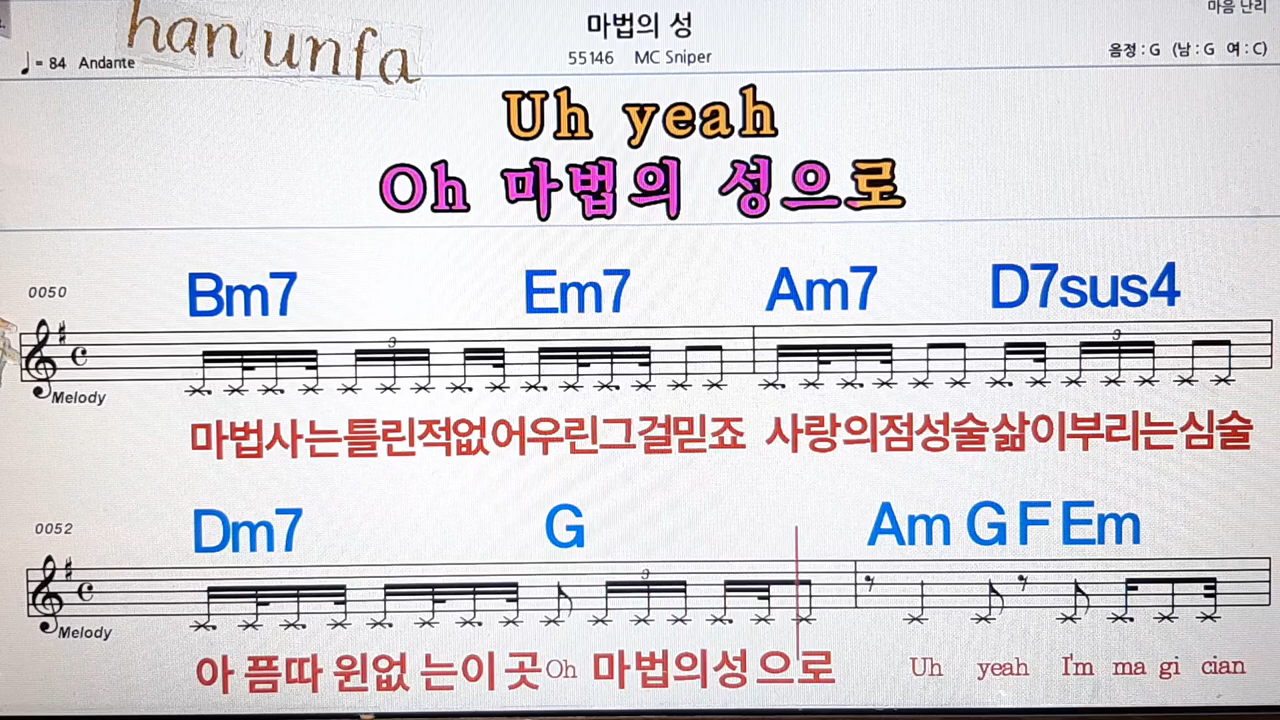 han unfa
마법의 성
마음 난리
♩= 84 Andante
55146 MC Sniper
음정 : G (남 : G 여 : C)
Uh yeah
Oh 마법의 성으로
Bm7 Em7 Am7 D7sus4
0050
3 3
Melody
마법사는틀린적없어우린그걸믿죠 사랑의점성술삶이부리는심술
Dm7 G Am G F Em
0052
3
Melody
아 픔따 윈없 는이 곳Oh 마법의성 으로 Uh yeah I'm ma gi cian